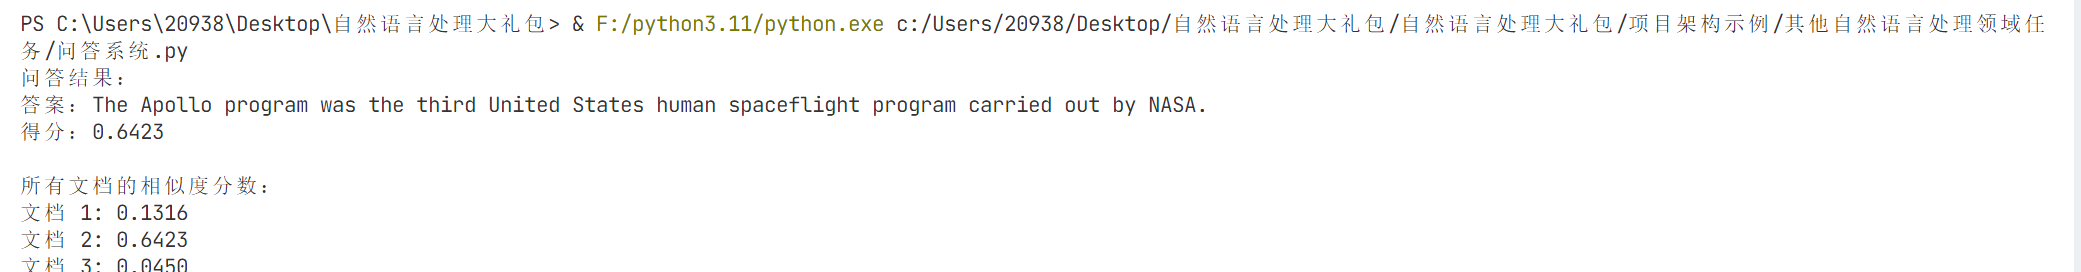 PS C:\Users\20938\Desktop\自然语言处理大礼包> & F:/python3.11/python.exe c:/Users/20938/Desktop/自然语言处理大礼包/自然语言处理大礼包/项目架构示例/其他自然语言处理领域任
务/问答系统.py
问答结果：
答案：The Apollo program was the third United States human spaceflight program carried out by NASA.
得分：0.6423
所有文档的相似度分数：
文档 1: 0.1316
文档 2: 0.6423
文档 3: 0.0450